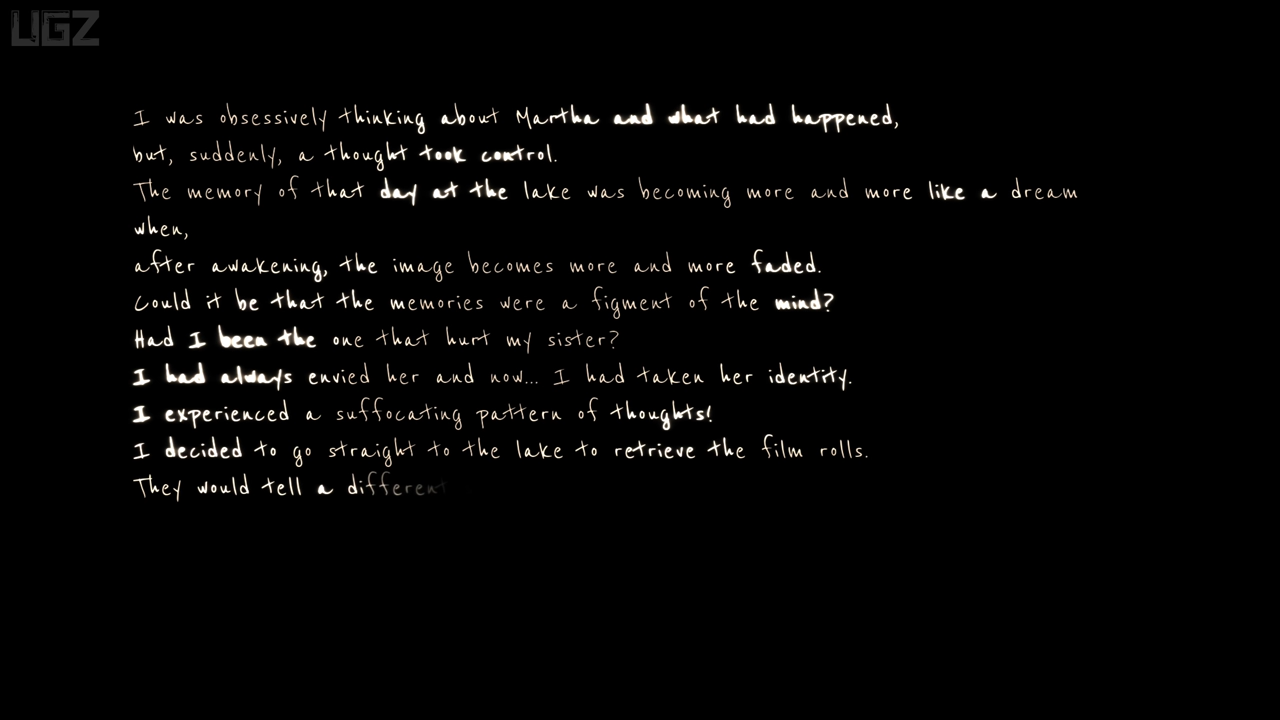 UGZ
I was obsessively thinking about Martha and what had happened,
but, suddenly, a thought took control.
The memory of that day at the lake was becoming more and more like a dream
when,
after awakening, the image becomes more and more faded.
Could it be that the memories were a figment of the mind?
Had I been the one that hurt my sister?
I had always envied her and now... I had taken her identity.
I experienced a suffocating pattern of thoughts!
I decided to go straight to the lake to retrieve the film rolls.
They would tell a different